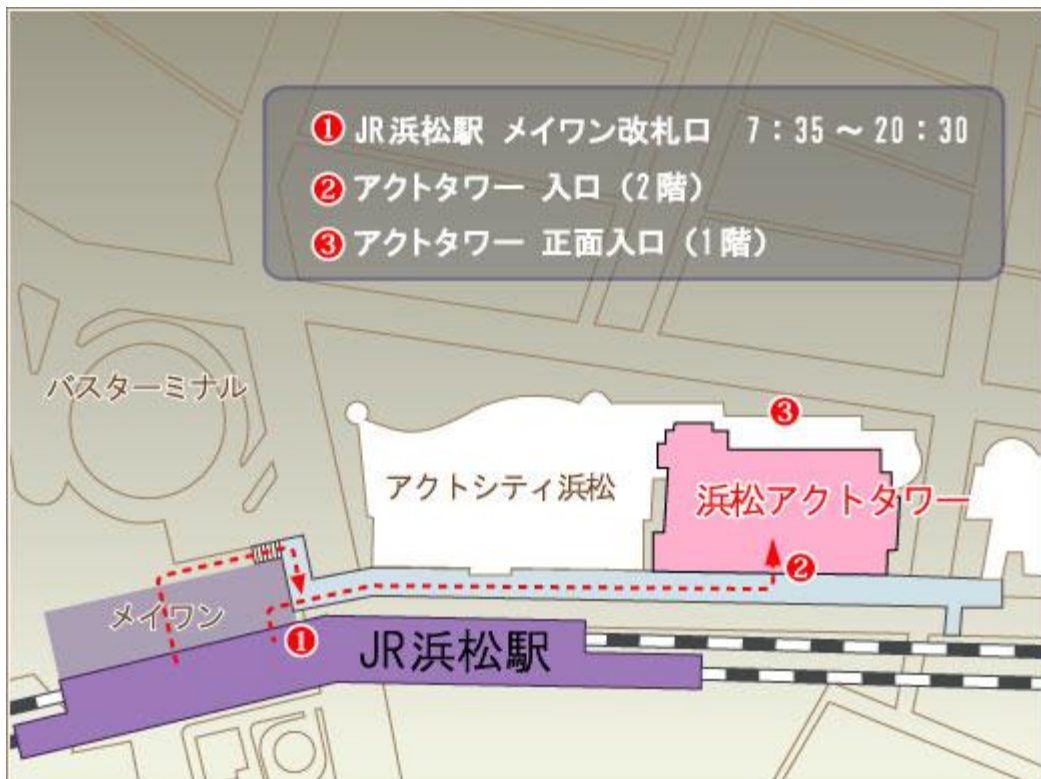 ❶ JR浜松駅 メイワン改札口 7：35～20：30
❷ アクトタワー 入口（2階）
❸ アクトタワー 正面入口（1階）
バスターミナル
❸
アクトシティ浜松
浜松アクトタワー
❷
メイワン
❶
JR浜松駅